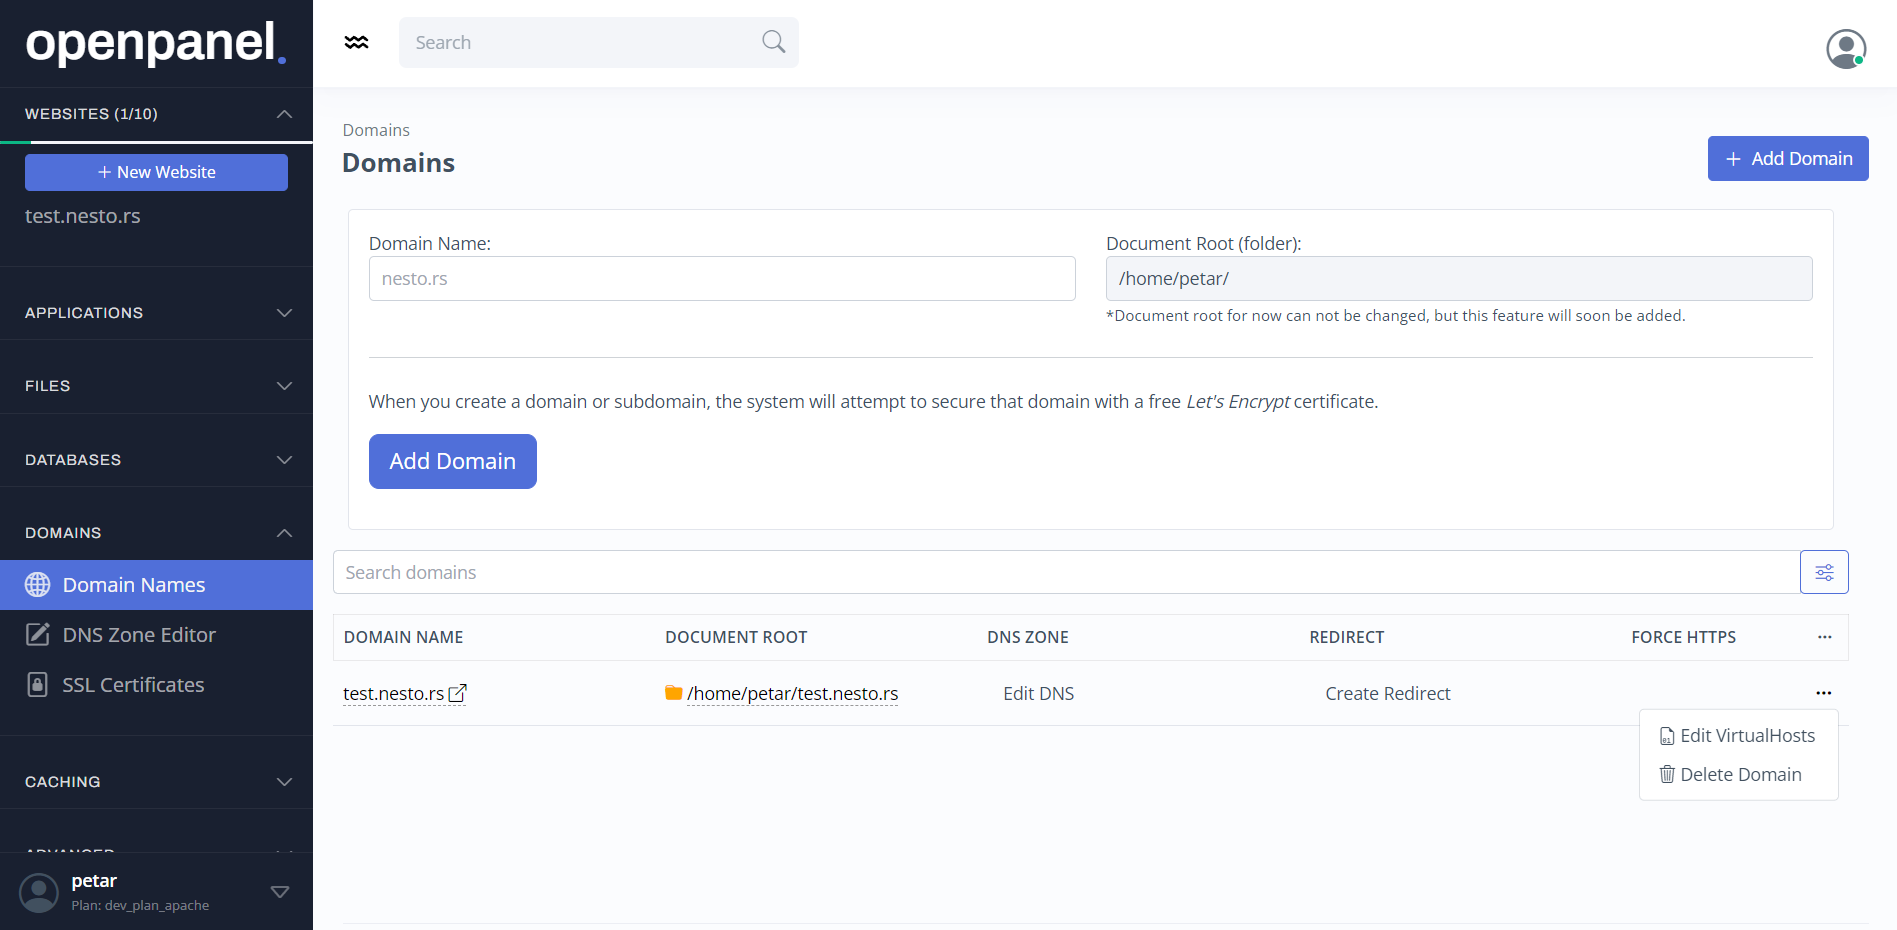 openpanel.
Search
WEBSITES (1/10)
+ New Website
test.nesto.rs
APPLICATIONS
FILES
DATABASES
DOMAINS
Domain Names
DNS Zone Editor
SSL Certificates
CACHING
ADVANCED
petar
Plan: dev_plan_apache
Domains
Domains
+ Add Domain
Domain Name:
nesto.rs
Document Root (folder):
/home/petar/
*Document root for now can not be changed, but this feature will soon be added.
When you create a domain or subdomain, the system will attempt to secure that domain with a free Let's Encrypt certificate.
Add Domain
Search domains
DOMAIN NAME DOCUMENT ROOT DNS ZONE REDIRECT FORCE HTTPS ...
test.nesto.rs /home/petar/test.nesto.rs Edit DNS Create Redirect ...
Edit VirtualHosts
Delete Domain